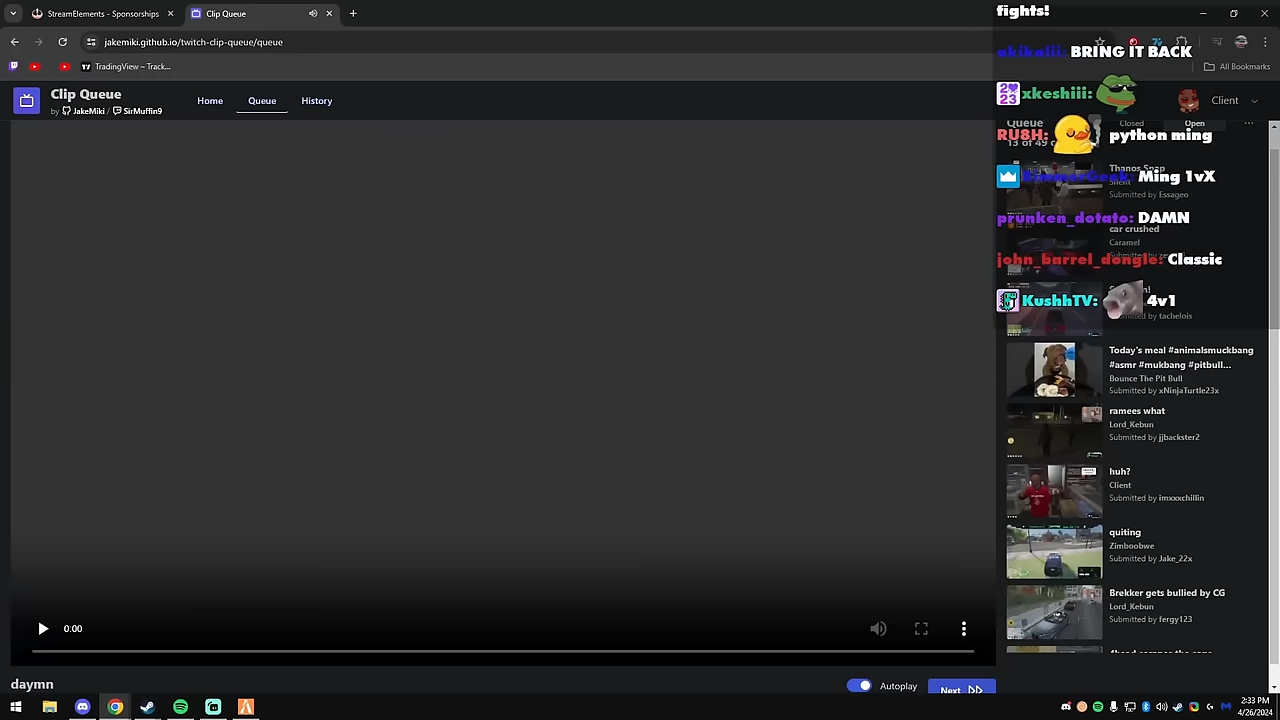 StreamElements - Sponsorships
Clip Queue
fights!
jakemiki.github.io/twitch-clip-queue/queue
akikalii: BRING IT BACK
TradingView – Track...
All Bookmarks
Clip Queue
by JakeMiki / SirMuffin9
Home
Queue
History
xkeshiii:
Client
Queue
Closed
Open
RU8H: python ming
13 of 49
Thanos Snap
Silent
Ming 1vX
Submitted by Essageo
prunken_dotato: DAMN
car crushed
Caramel
john_barrel_dongle: Classic
KushhTV: 4v1
Submitted by tachelois
Today's meal #animalsmuckbang
#asmr #mukbang #pitbull...
Bounce The Pit Bull
Submitted by xNinjaTurtle23x
ramees what
Lord_Kebun
Submitted by jjbackster2
huh?
Client
Submitted by imxxxchillin
quiting
Zimboobwe
Submitted by Jake_22x
Brekker gets bullied by CG
Lord_Kebun
Submitted by fergy123
0:00
daymn
Autoplay
Next
2:33 PM
4/26/2024